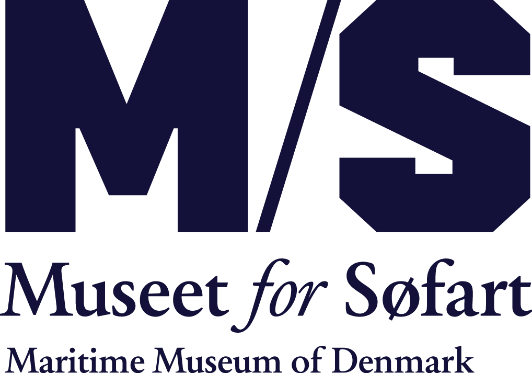 M/S
Museet for Søfart
Maritime Museum of Denmark